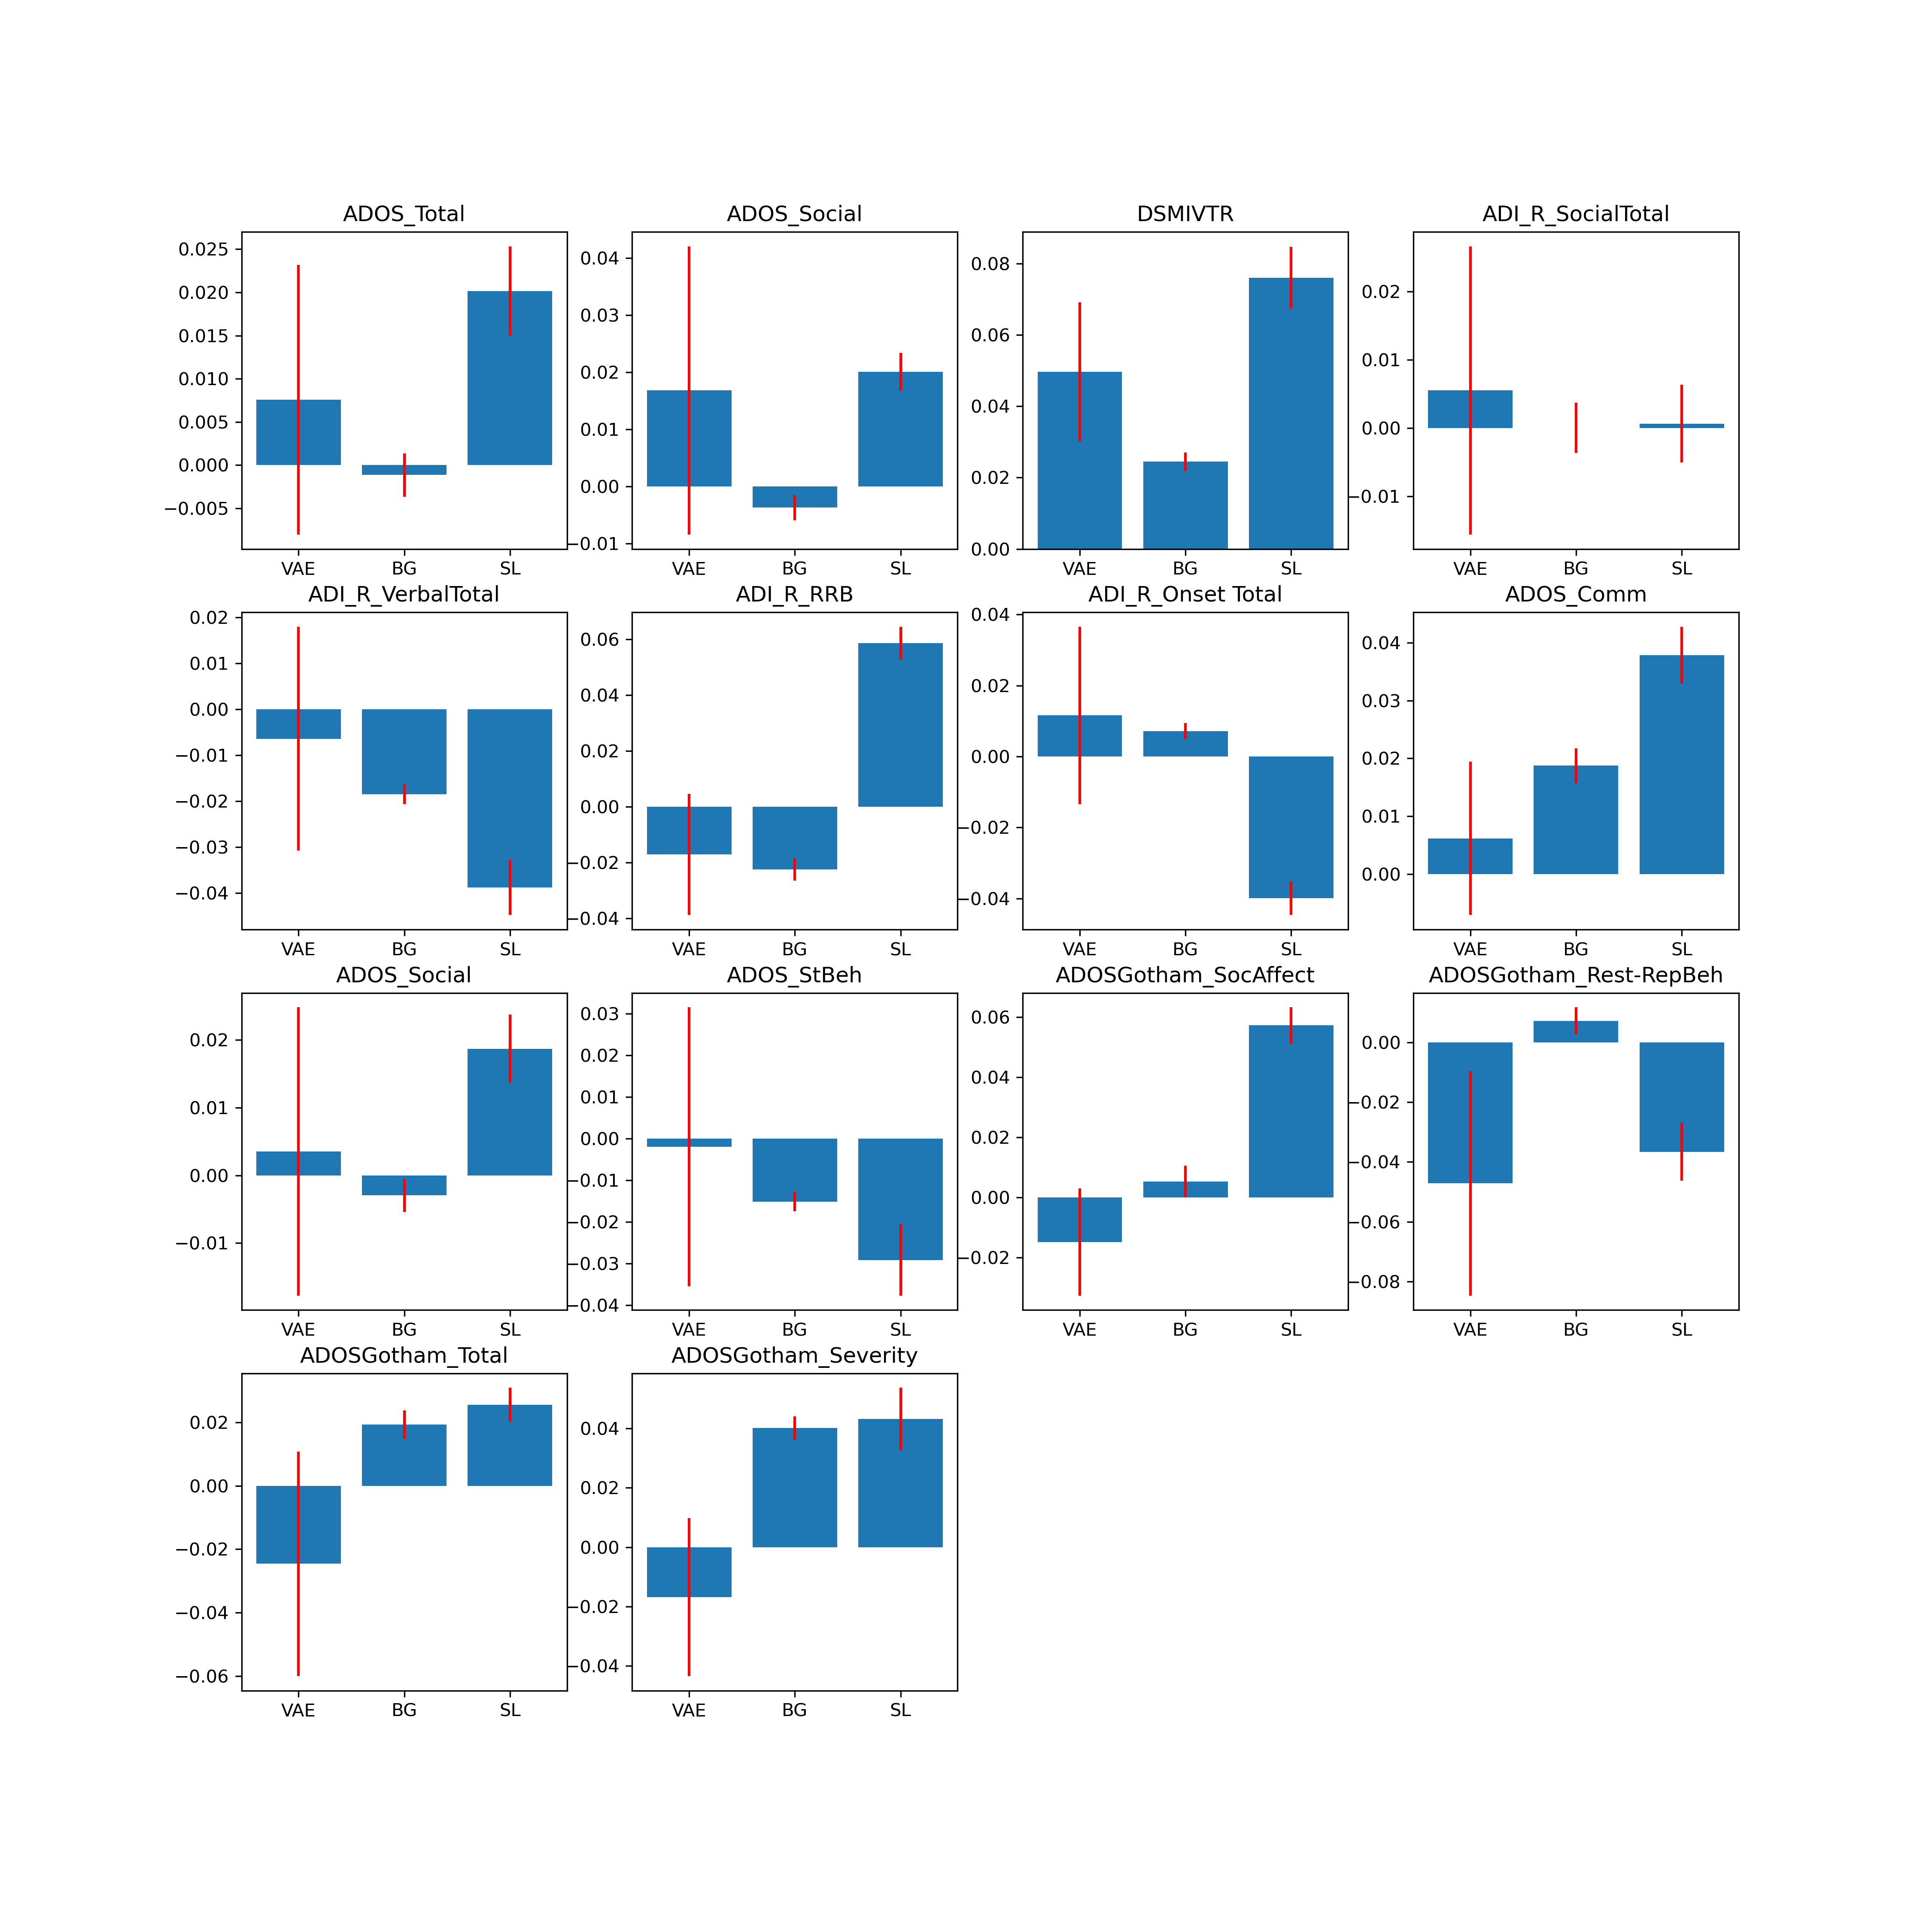 ADOS_Total
0.025
0.020
0.015
0.010
0.005
0.000
−0.005
VAE BG SL
ADOS_Social
0.04
0.03
0.02
0.01
0.00
−0.01
VAE BG SL
DSMIVTR
0.08
0.06
0.04
0.02
0.00
VAE BG SL
ADI_R_SocialTotal
0.02
0.01
0.00
−0.01
VAE BG SL
ADI_R_VerbalTotal
0.02
0.01
0.00
−0.01
−0.02
−0.03
−0.04
VAE BG SL
ADI_R_RRB
0.06
0.04
0.02
0.00
−0.02
−0.04
VAE BG SL
ADI_R_Onset Total
0.04
0.02
0.00
−0.02
−0.04
VAE BG SL
ADOS_Comm
0.04
0.03
0.02
0.01
0.00
VAE BG SL
ADOS_Social
0.02
0.01
0.00
−0.01
VAE BG SL
ADOS_StBeh
0.03
0.02
0.01
0.00
−0.01
−0.02
−0.03
−0.04
VAE BG SL
ADOSGotham_SocAffect
0.06
0.04
0.02
0.00
−0.02
VAE BG SL
ADOSGotham_Rest-RepBeh
0.00
−0.02
−0.04
−0.06
−0.08
VAE BG SL
ADOSGotham_Total
0.02
0.00
−0.02
−0.04
−0.06
VAE BG SL
ADOSGotham_Severity
0.04
0.02
0.00
−0.02
−0.04
VAE BG SL